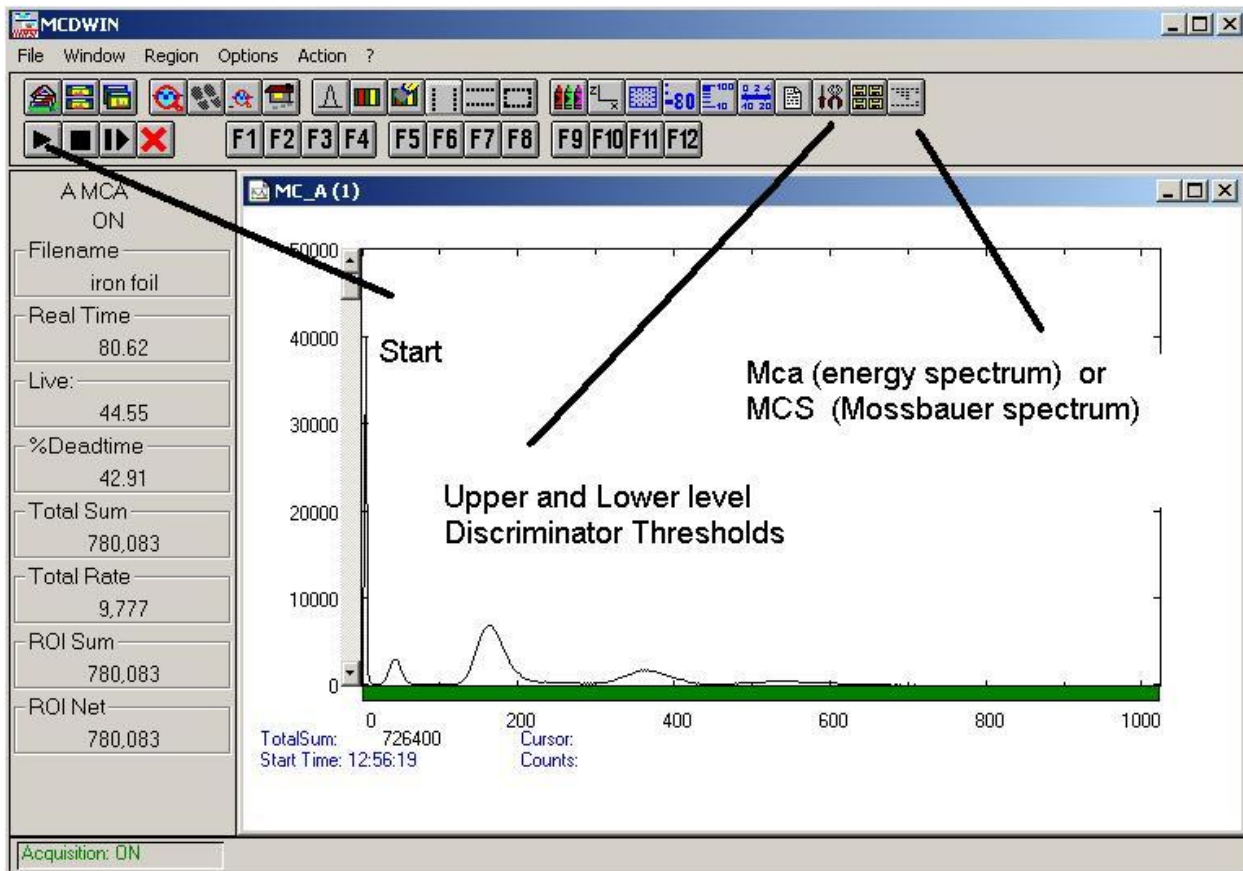 MCDWIN
File Window Region Options Action ?
F1 F2 F3 F4 F5 F6 F7 F8 F9 F10 F11 F12
A MCA
ON
Filename
iron foil
Real Time
80.62
Live:
44.55
%Deadtime
42.91
Total Sum
780,083
Total Rate
9,777
ROI Sum
780,083
ROI Net
780,083
MC_A (1)
50000
40000
30000
20000
10000
0
Start
Mca (energy spectrum) or
MCS (Mossbauer spectrum)
Upper and Lower level
Discriminator Thresholds
0 200 400 600 800 1000
TotalSum: 726400 Cursor:
Start Time: 12:56:19 Counts:
Acquisition: ON